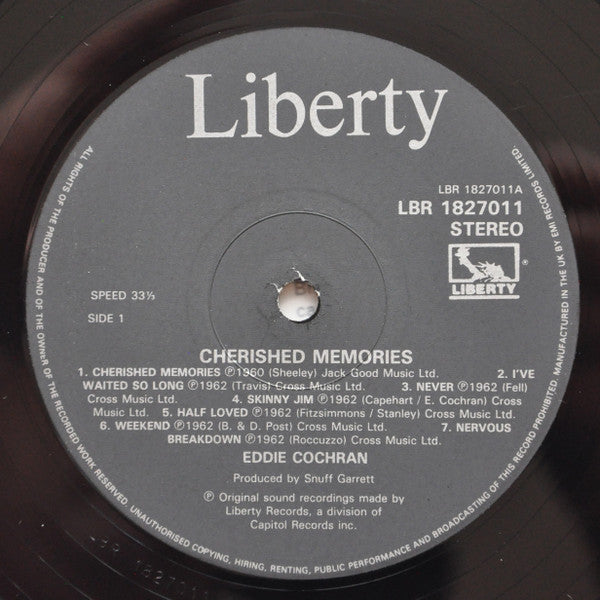 Liberty
LBR 1827011A
LBR 1827011
STEREO
LIBERTY ®
SPEED 33⅓
SIDE 1
CHERISHED MEMORIES
1. CHERISHED MEMORIES ℗1960 (Sheeley) Jack Good Music Ltd. 2. I'VE
WAITED SO LONG ℗1962 (Travis) Cross Music Ltd. 3. NEVER ℗1962 (Fell)
Cross Music Ltd. 4. SKINNY JIM ℗1962 (Capehart / E. Cochran) Cross
Music Ltd. 5. HALF LOVED ℗1962 (Fitzsimmons / Stanley) Cross Music Ltd.
6. WEEKEND ℗1962 (B. & D. Post) Cross Music Ltd. 7. NERVOUS
BREAKDOWN ℗1962 (Roccuzzo) Cross Music Ltd.
EDDIE COCHRAN
Produced by Snuff Garrett
℗ Original sound recordings made by
Liberty Records, a division of
Capitol Records inc.
ALL RIGHTS OF THE PRODUCER AND OF THE OWNER OF THE RECORDED WORK RESERVED. UNAUTHORISED COPYING, HIRING, RENTING, PUBLIC PERFORMANCE AND BROADCASTING OF THIS RECORD PROHIBITED. MANUFACTURED IN THE UK BY EMI RECORDS LIMITED.
LBR 1827011